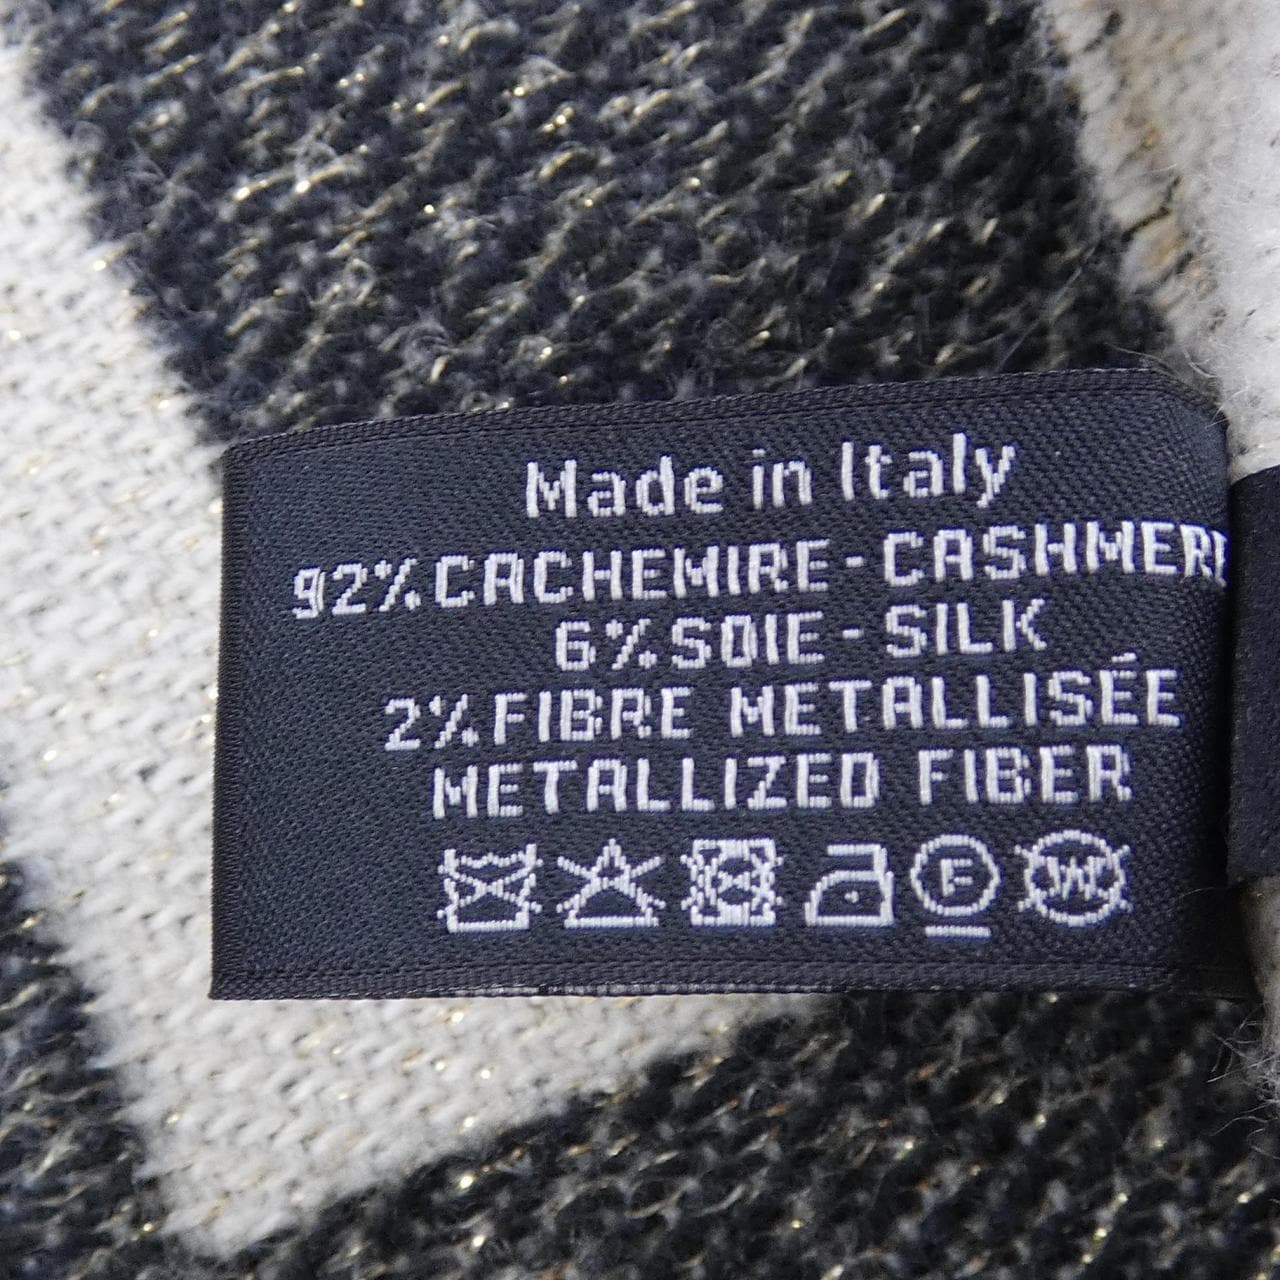 Made in Italy
92% CACHEMIRE - CASHMERE
6% SOIE - SILK
2% FIBRE METALLISÉE
METALLIZED FIBER
F W